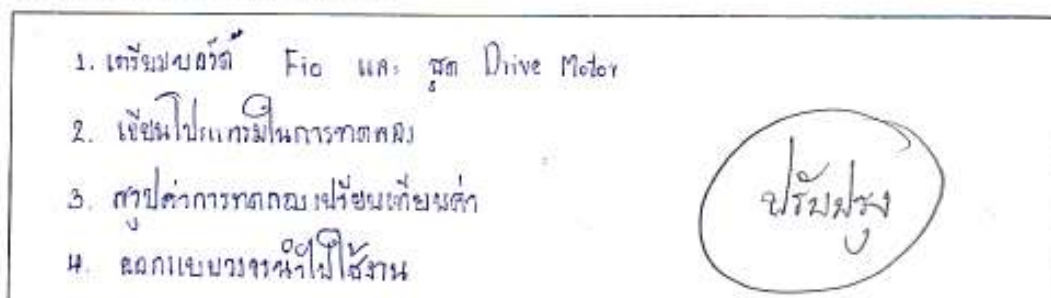 1. เตรียมบอร์ด Fio และ ชุด Drive Motor
2. เขียนโปรแกรมในการทดลอง
3. สรุปค่าการทดลองเปรียบเทียบค่า
4. ออกแบบวงจรนำไปใช้งาน
ปรับปรุง